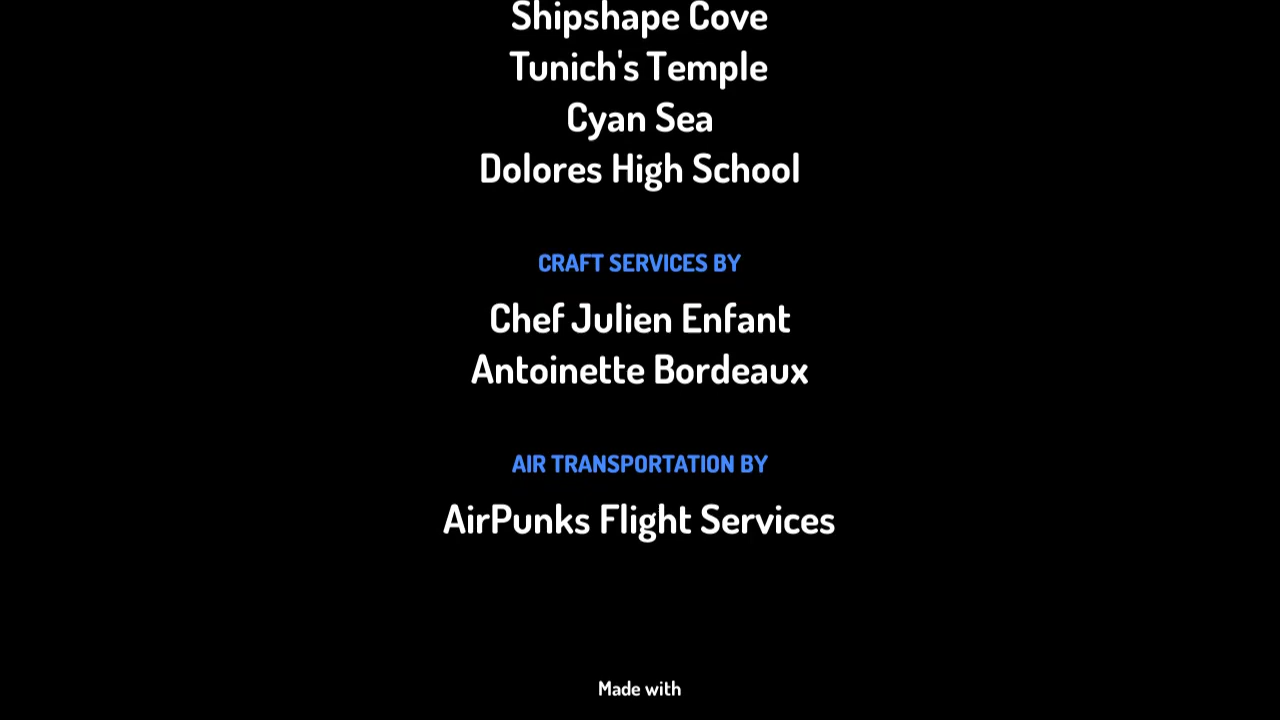 Shipshape Cove
Tunich's Temple
Cyan Sea
Dolores High School
CRAFT SERVICES BY
Chef Julien Enfant
Antoinette Bordeaux
AIR TRANSPORTATION BY
AirPunks Flight Services
Made with